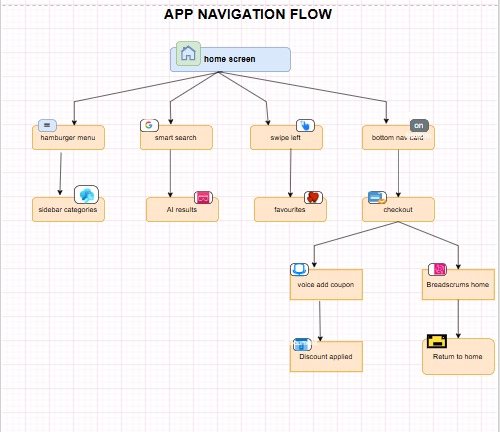 APP NAVIGATION FLOW
home screen
hamburger menu
smart search
swipe left
on
bottom nav card
sidebar categories
AI results
favourites
checkout
voice add coupon
Breadscrums home
Discount applied
Return to home